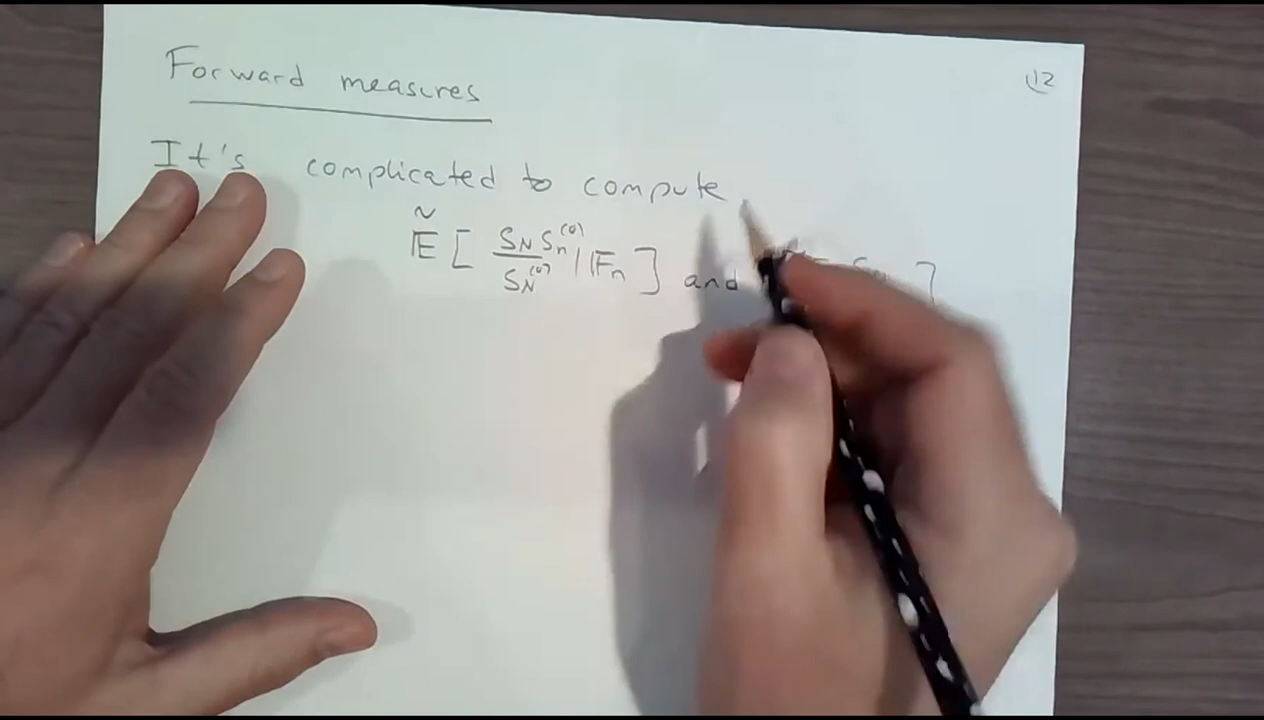 Forward measures
12
It's complicated to compute
Ẽ [ S_N S_n^(0) / S_N^(0) | F_n ] and ]